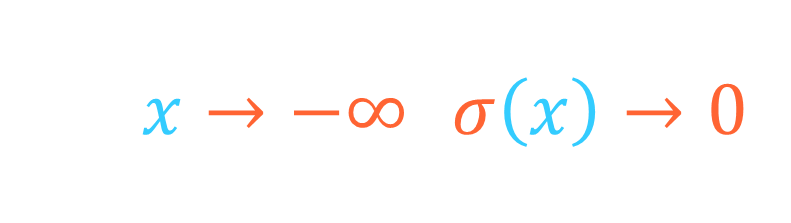 x → −∞ σ(x) → 0